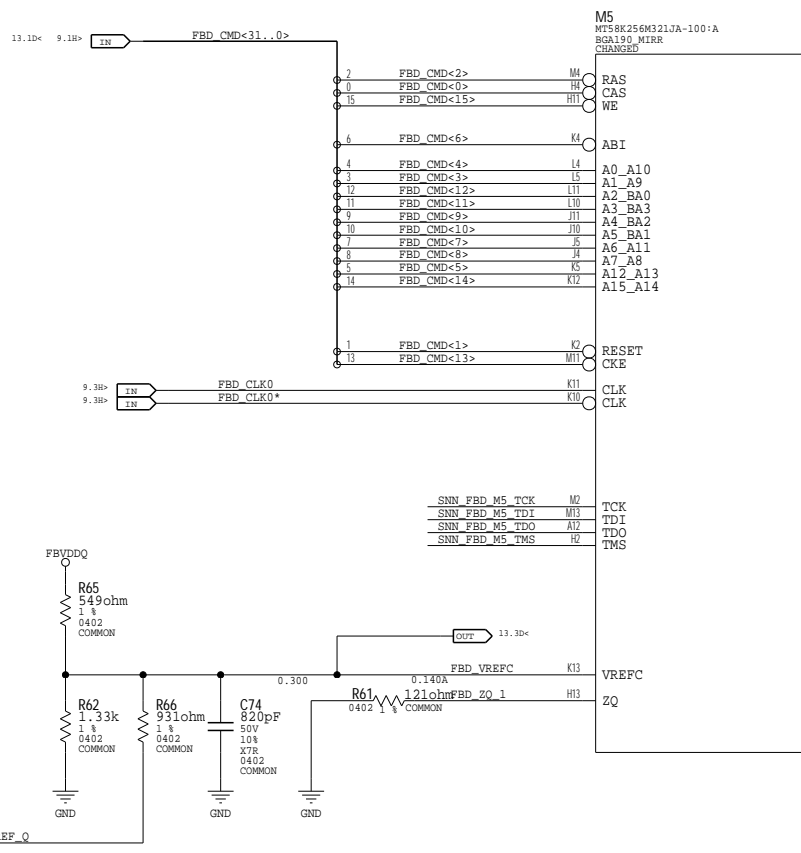 M5
MT58K256M321JA-100:A
BGA190_MIRR
CHANGED
13.1D< 9.1H> IN FBD_CMD<31..0>
2 FBD_CMD<2> M4 RAS
0 FBD_CMD<0> H4 CAS
15 FBD_CMD<15> H11 WE
6 FBD_CMD<6> K4 ABI
4 FBD_CMD<4> L4 A0_A10
3 FBD_CMD<3> L5 A1_A9
12 FBD_CMD<12> L11 A2_BA0
11 FBD_CMD<11> L10 A3_BA3
9 FBD_CMD<9> J11 A4_BA2
10 FBD_CMD<10> J10 A5_BA1
7 FBD_CMD<7> J5 A6_A11
8 FBD_CMD<8> J4 A7_A8
5 FBD_CMD<5> K5 A12_A13
14 FBD_CMD<14> K12 A15_A14
1 FBD_CMD<1> K2 RESET
13 FBD_CMD<13> M11 CKE
9.3H> IN FBD_CLK0 K11 CLK
9.3H> IN FBD_CLK0* K10 CLK
SNN_FBD_M5_TCK M2 TCK
SNN_FBD_M5_TDI M13 TDI
SNN_FBD_M5_TDO A12 TDO
SNN_FBD_M5_TMS H2 TMS
FBVDDQ
R65
549ohm
1 %
0402
COMMON
OUT 13.3D<
0.300 0.140A FBD_VREFC K13 VREFC
R61 121ohm FBD_ZQ_1 H13 ZQ
0402 1 % COMMON
R62
1.33k
1 %
0402
COMMON
R66
931ohm
1 %
0402
COMMON
C74
820pF
50V
10%
X7R
0402
COMMON
GND GND GND
EF_Q